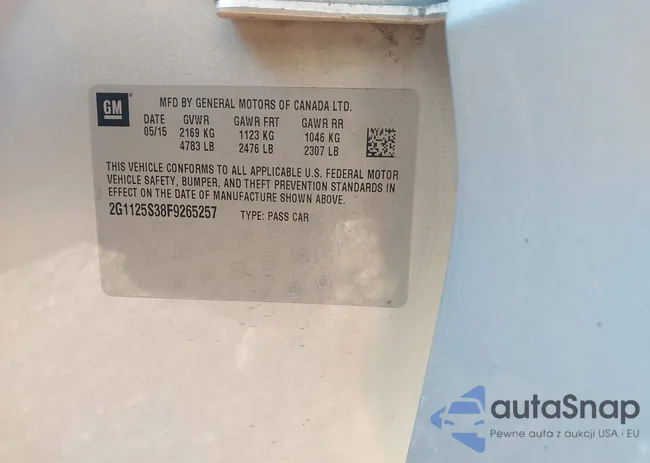 GM
MFD BY GENERAL MOTORS OF CANADA LTD.
DATE GVWR GAWR FRT GAWR RR
05/15 2169 KG 1123 KG 1046 KG
4783 LB 2476 LB 2307 LB
THIS VEHICLE CONFORMS TO ALL APPLICABLE U.S. FEDERAL MOTOR
VEHICLE SAFETY, BUMPER, AND THEFT PREVENTION STANDARDS IN
EFFECT ON THE DATE OF MANUFACTURE SHOWN ABOVE.
2G1125S38F9265257 TYPE: PASS CAR
autaSnap
Pewne auta z aukcji USA i EU